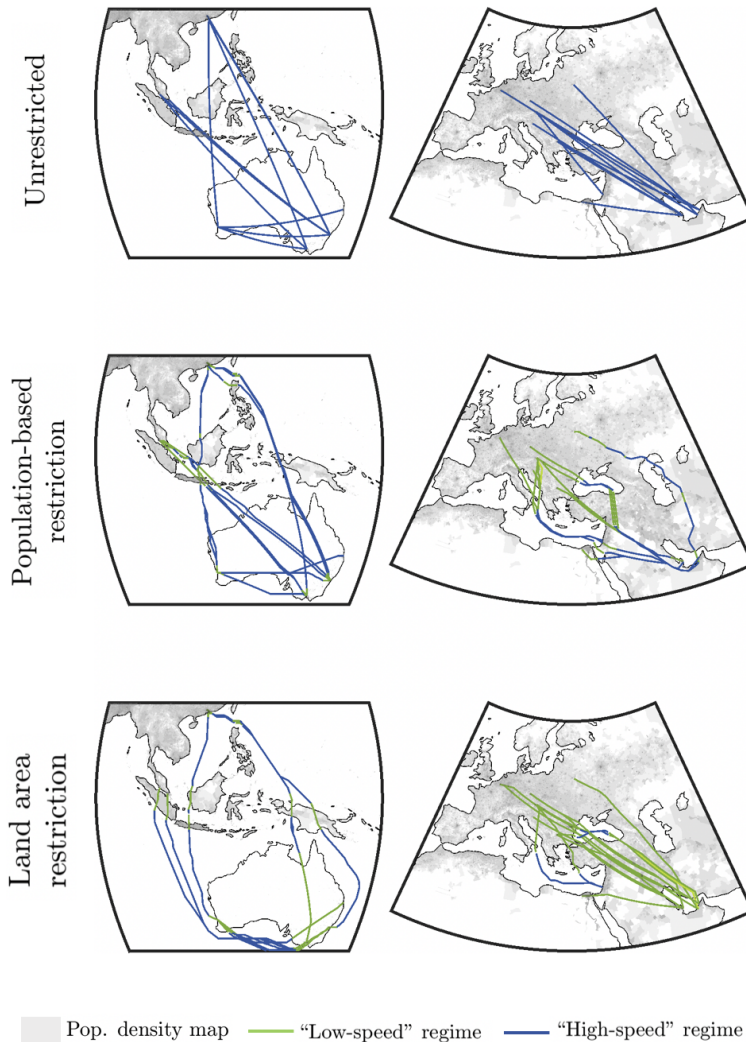 Unrestricted
Population-based
restriction
Land area
restriction
Pop. density map
“Low-speed” regime
“High-speed” regime